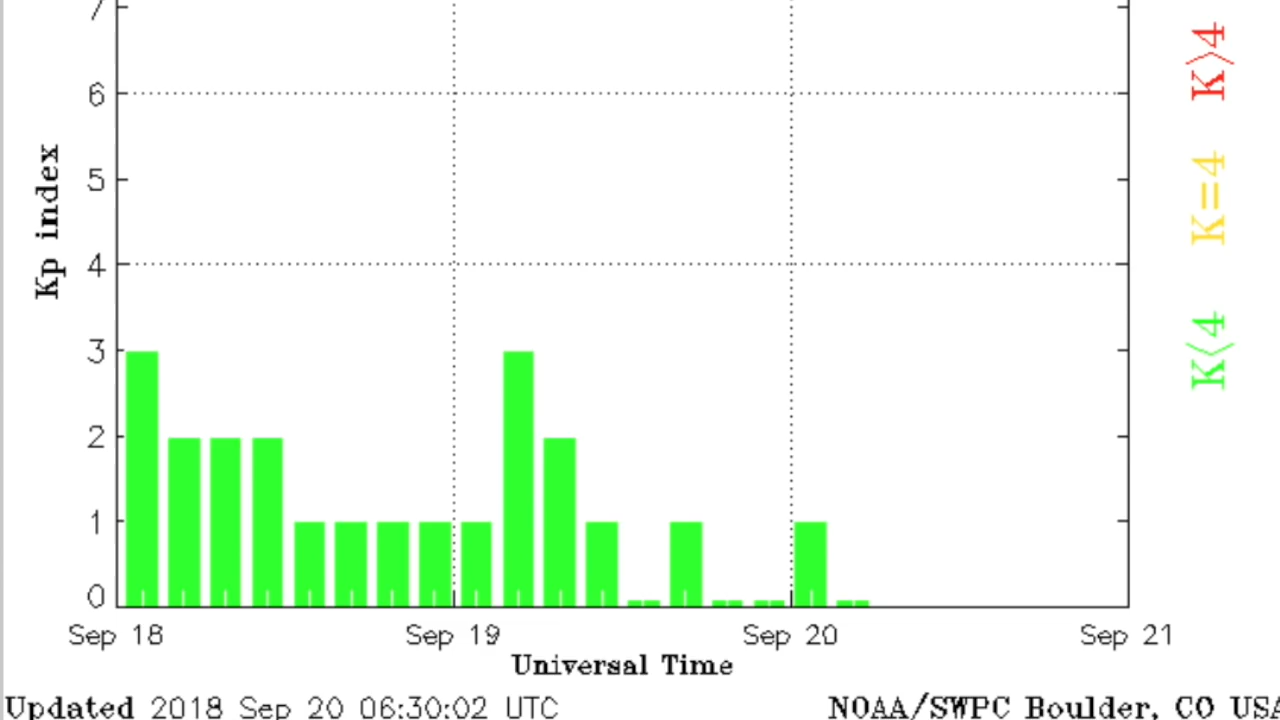 7
6
5
4
3
2
1
0
Kp index
Sep 18 Sep 19 Sep 20 Sep 21
Universal Time
K>4
K=4
K<4
Updated 2018 Sep 20 06:30:02 UTC
NOAA/SWPC Boulder, CO USA